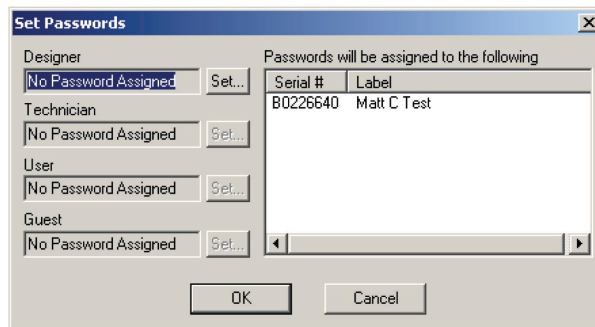 Set Passwords
Designer
No Password Assigned Set...
Technician
No Password Assigned Set...
User
No Password Assigned Set...
Guest
No Password Assigned Set...
Passwords will be assigned to the following
Serial # Label
B0226640 Matt C Test
OK Cancel